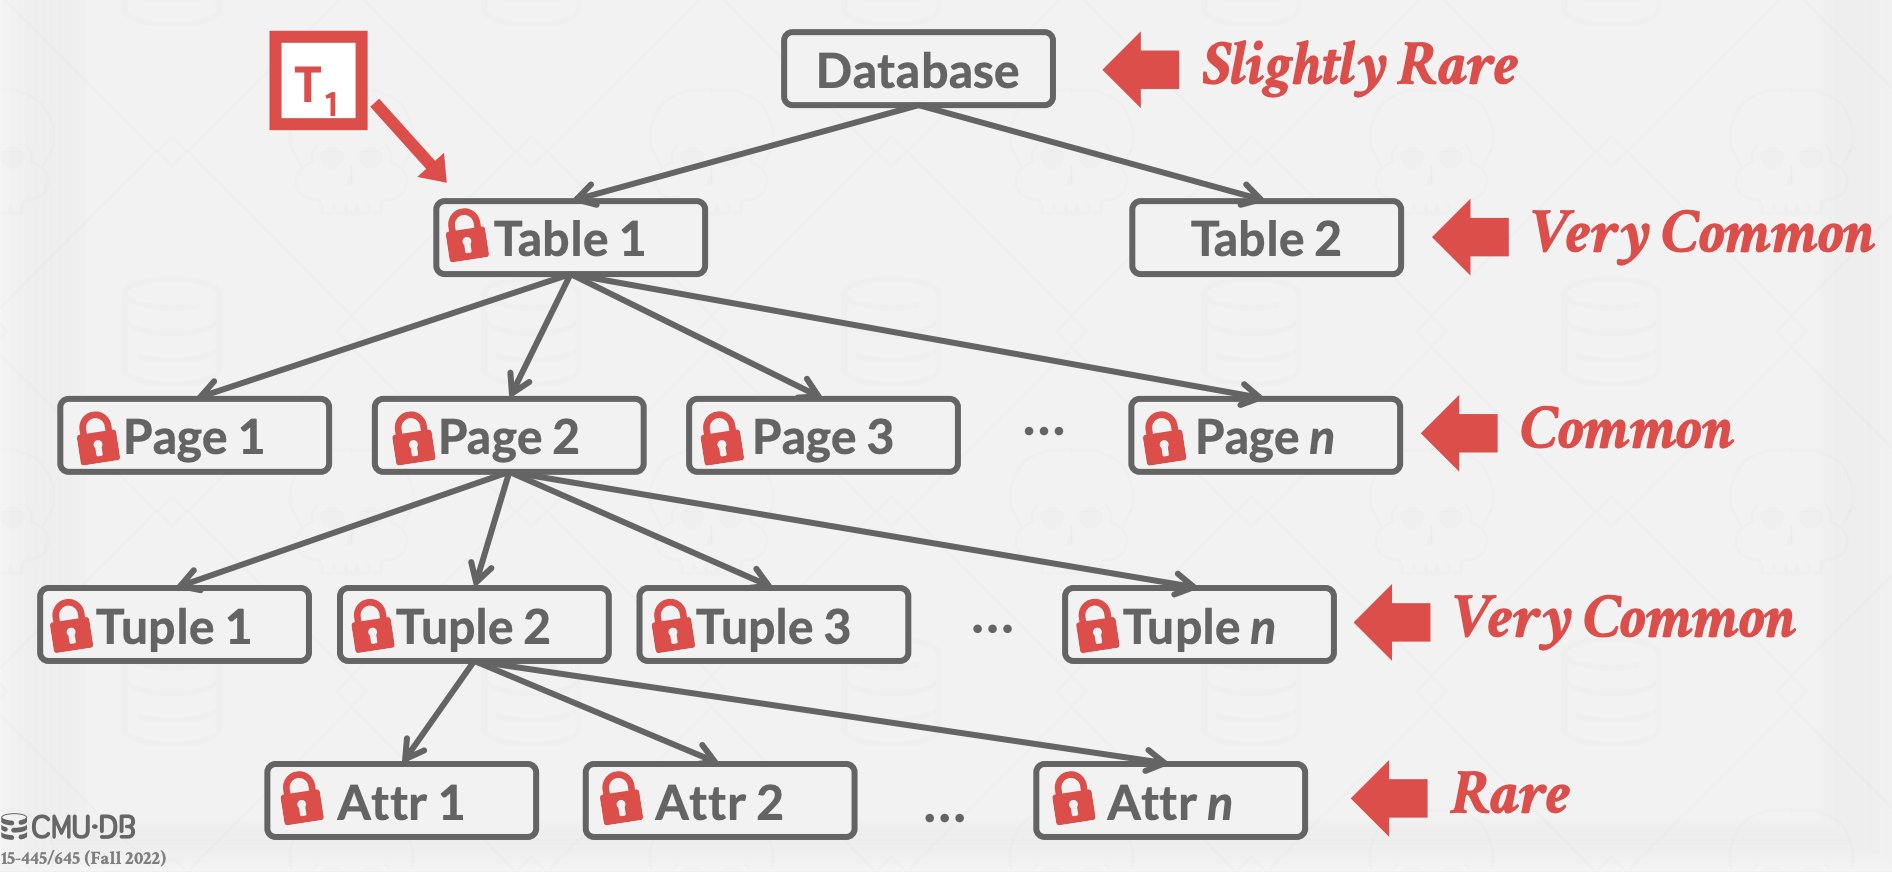 T1
Database
Slightly Rare
Table 1
Table 2
Very Common
Page 1
Page 2
Page 3
...
Page n
Common
Tuple 1
Tuple 2
Tuple 3
...
Tuple n
Very Common
Attr 1
Attr 2
...
Attr n
Rare
CMU·DB
15-445/645 (Fall 2022)